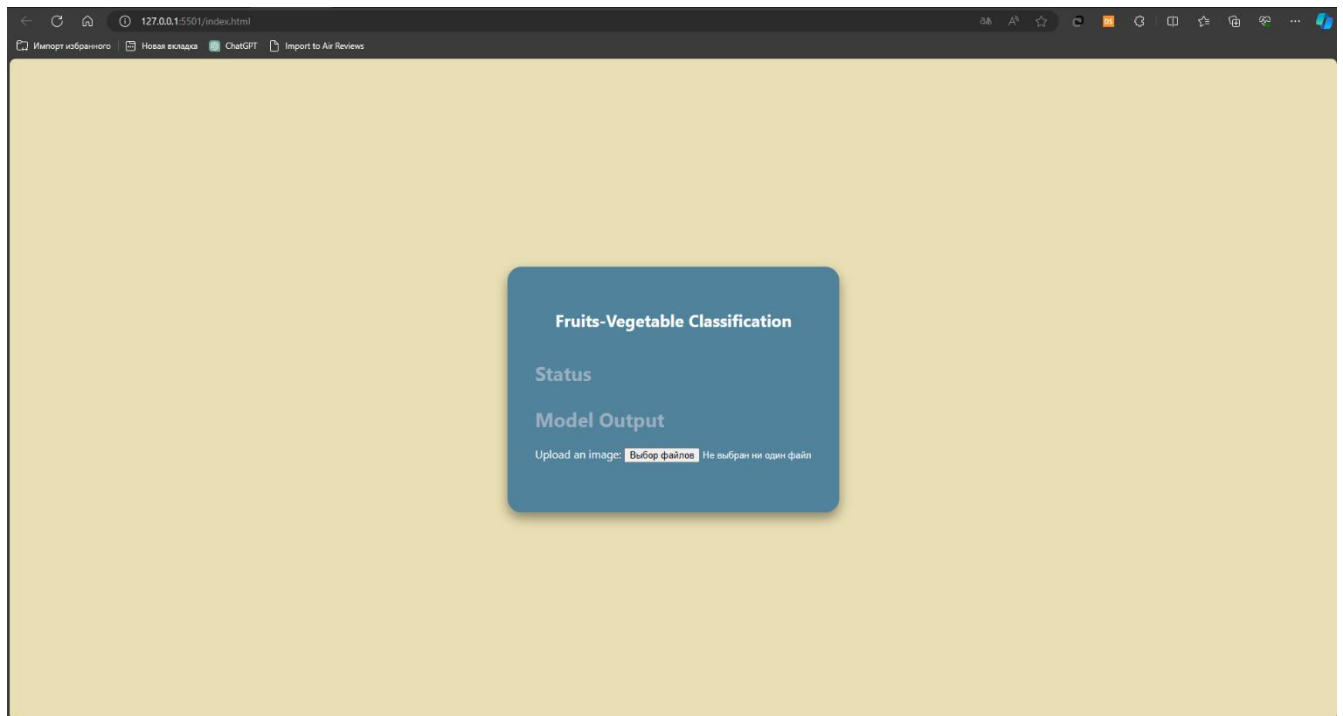 127.0.0.1:5501/index.html
Импорт избранного Новая вкладка ChatGPT Import to Air Reviews
Fruits-Vegetable Classification
Status
Model Output
Upload an image: Выбор файлов Не выбран ни один файл